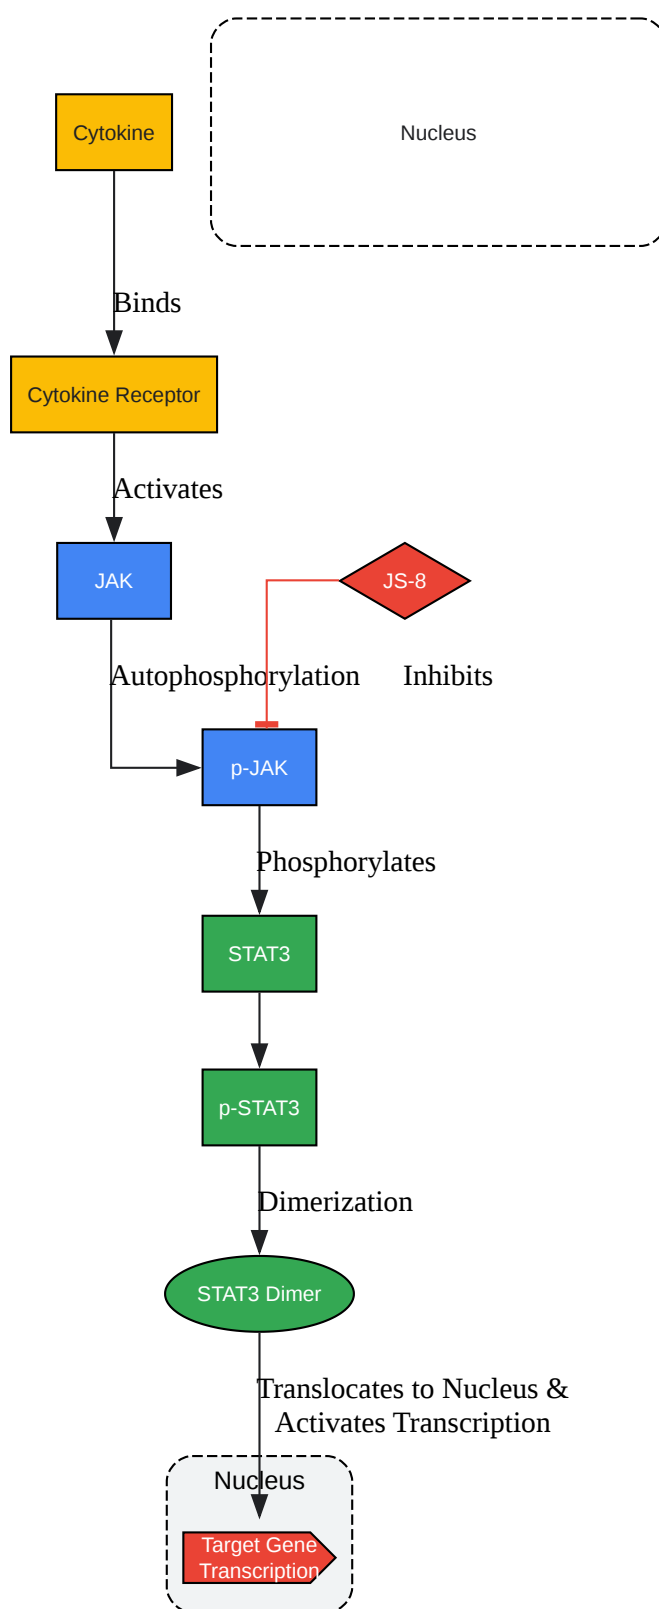 Cytokine
Nucleus
Binds
Cytokine Receptor
Activates
JAK
JS-8
Autophosphorylation
Inhibits
p-JAK
Phosphorylates
STAT3
p-STAT3
Dimerization
STAT3 Dimer
Translocates to Nucleus &
Activates Transcription
Nucleus
Target Gene
Transcription